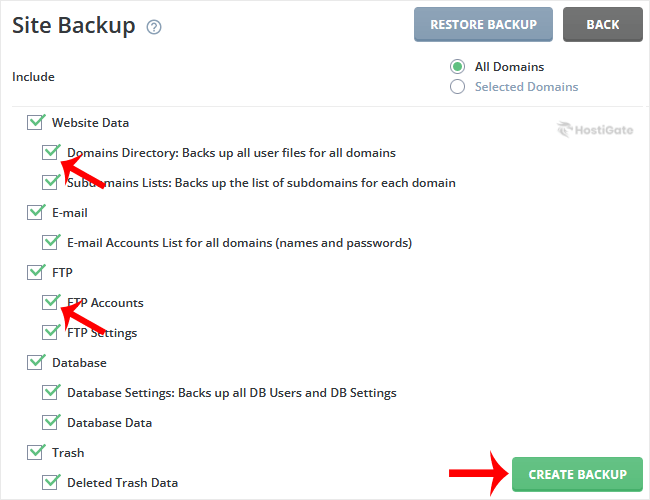 Site Backup ?
RESTORE BACKUP
BACK
Include
All Domains
Selected Domains
Website Data
HostiGate
Domains Directory: Backs up all user files for all domains
Subdomains Lists: Backs up the list of subdomains for each domain
E-mail
E-mail Accounts List for all domains (names and passwords)
FTP
FTP Accounts
FTP Settings
Database
Database Settings: Backs up all DB Users and DB Settings
Database Data
Trash
CREATE BACKUP
Deleted Trash Data